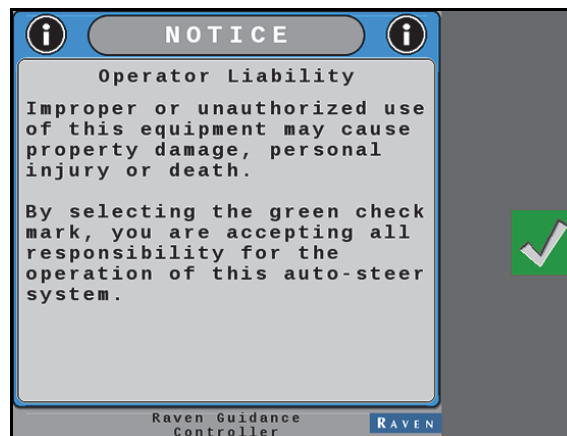 NOTICE
Operator Liability
Improper or unauthorized use
of this equipment may cause
property damage, personal
injury or death.
By selecting the green check
mark, you are accepting all
responsibility for the
operation of this auto-steer
system.
Raven Guidance
Controller
RAVEN